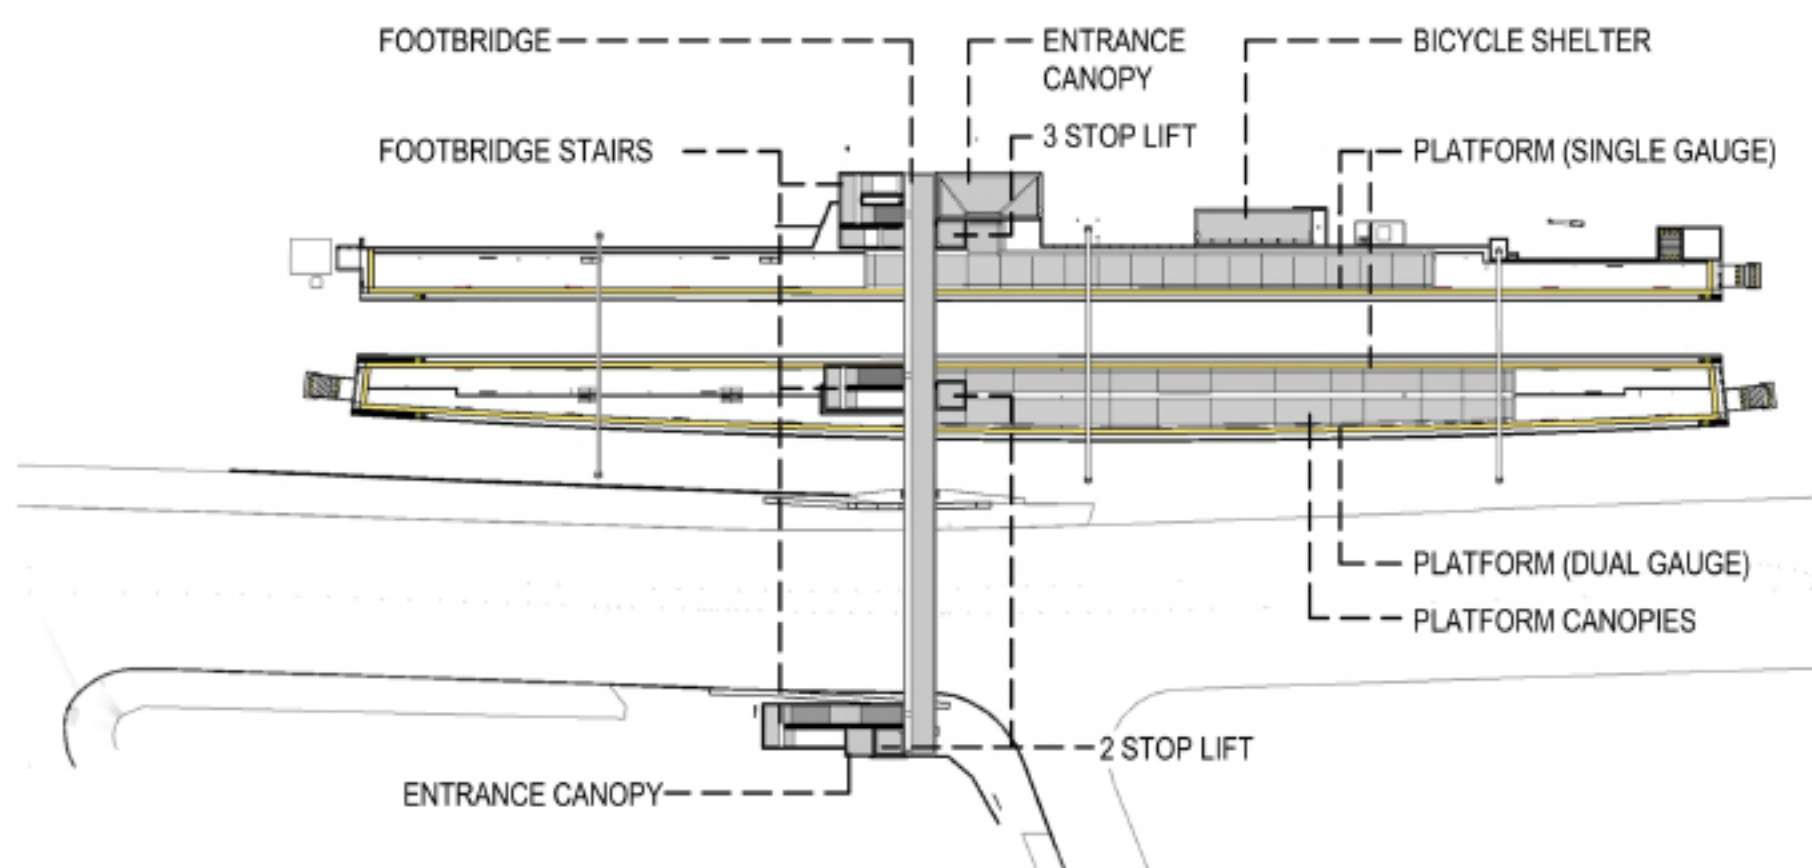 FOOTBRIDGE
ENTRANCE
CANOPY
BICYCLE SHELTER
3 STOP LIFT
FOOTBRIDGE STAIRS
PLATFORM (SINGLE GAUGE)
PLATFORM (DUAL GAUGE)
PLATFORM CANOPIES
2 STOP LIFT
ENTRANCE CANOPY